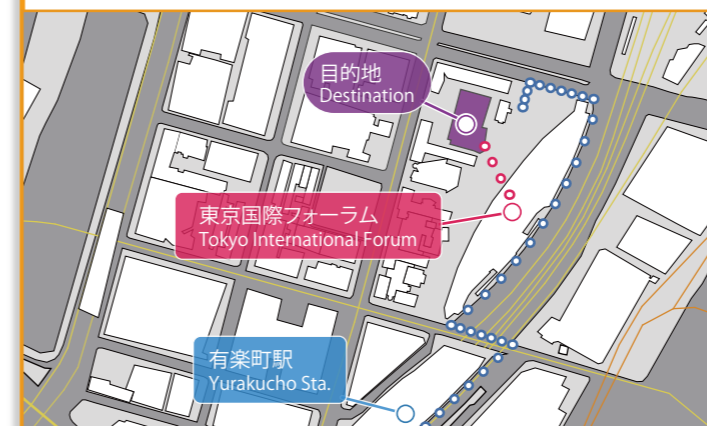 目的地
Destination
東京国際フォーラム
Tokyo International Forum
有楽町駅
Yurakucho Sta.